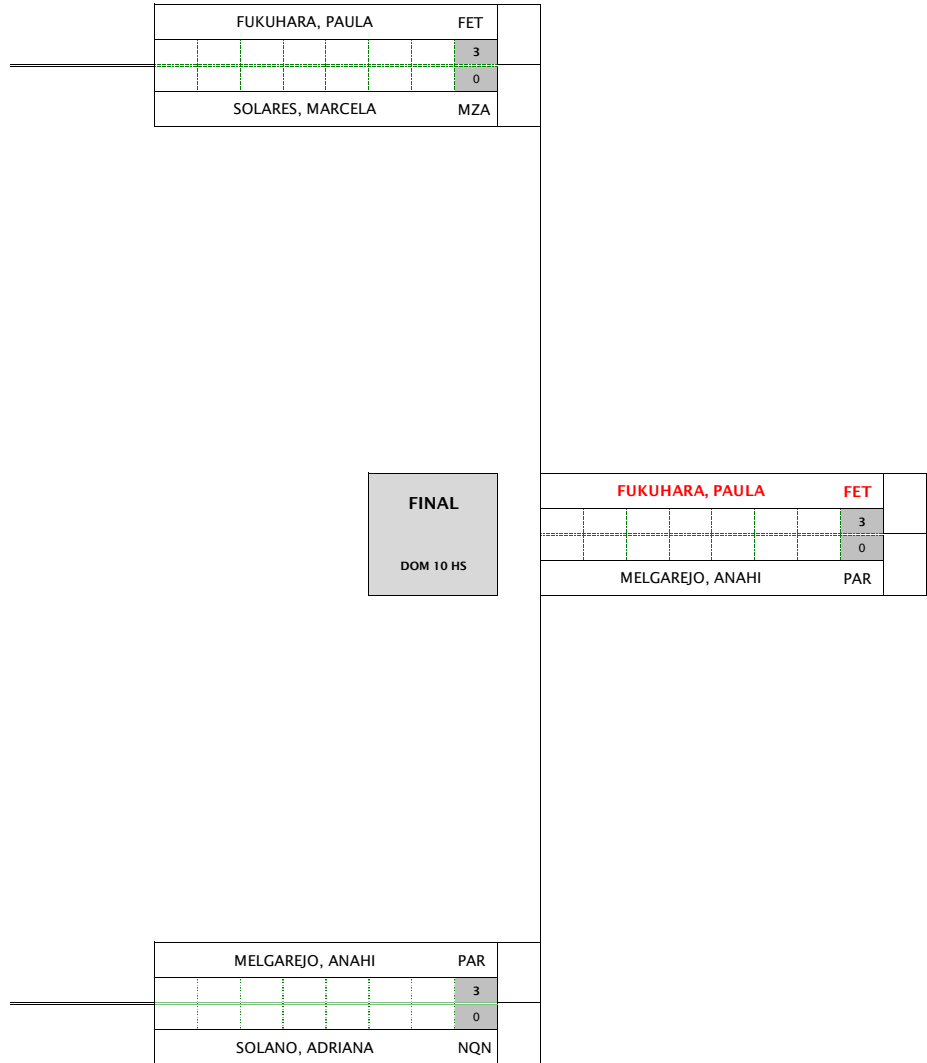 FUKUHARA, PAULA FET
3
0
SOLARES, MARCELA MZA
FINAL
DOM 10 HS
FUKUHARA, PAULA FET
3
0
MELGAREJO, ANAHI PAR
MELGAREJO, ANAHI PAR
3
0
SOLANO, ADRIANA NQN